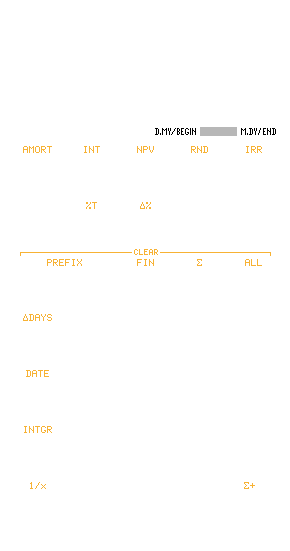 D.MY/BEGIN M.DY/END
AMORT INT NPV RND IRR
%T Δ%
CLEAR
PREFIX FIN Σ ALL
ΔDAYS
DATE
INTGR
1/x Σ+